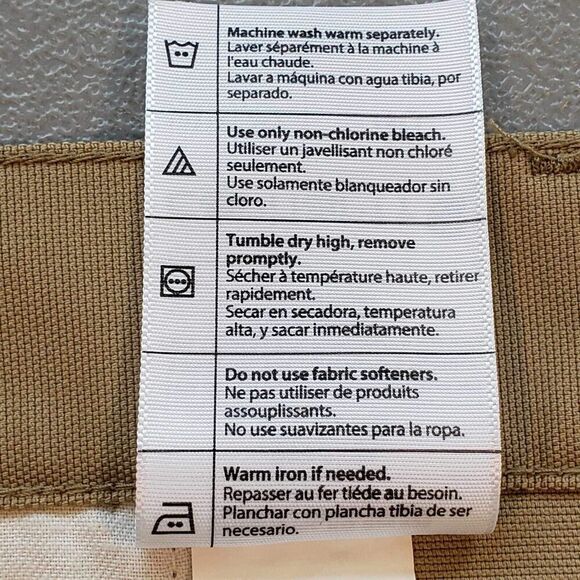 Machine wash warm separately.
Laver séparément à la machine à
l'eau chaude.
Lavar a máquina con agua tibia, por
separado.
Use only non-chlorine bleach.
Utiliser un javellisant non chloré
seulement.
Use solamente blanqueador sin
cloro.
Tumble dry high, remove
promptly.
Sécher à température haute, retirer
rapidement.
Secar en secadora, temperatura
alta, y sacar inmediatamente.
Do not use fabric softeners.
Ne pas utiliser de produits
assouplissants.
No use suavizantes para la ropa.
Warm iron if needed.
Repasser au fer tiéde au besoin.
Planchar con plancha tibia de ser
necesario.